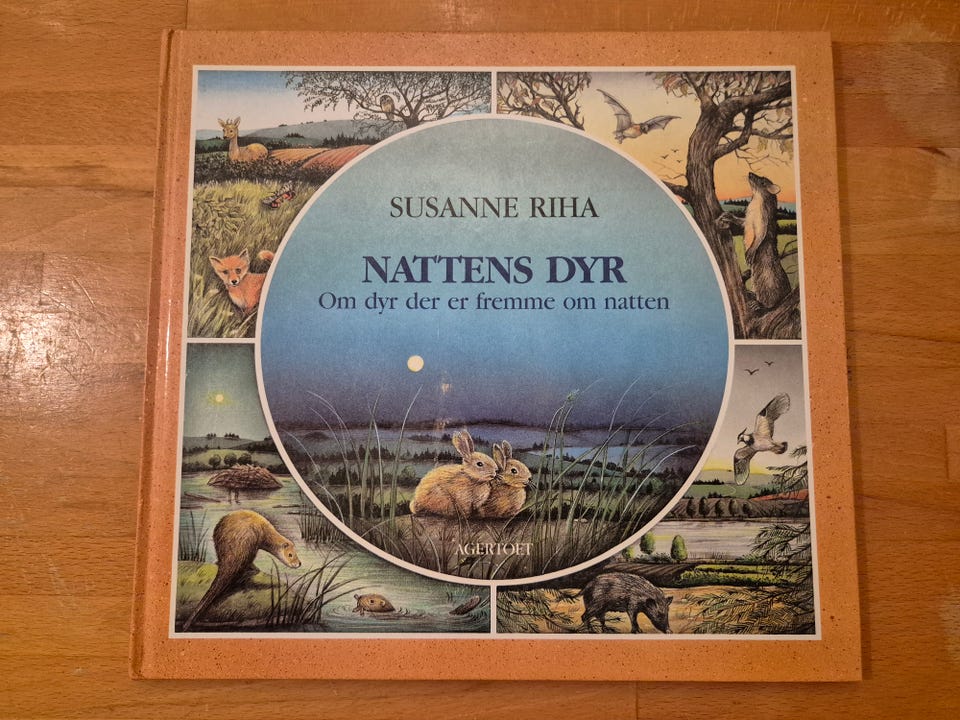 SUSANNE RIHA
NATTENS DYR
Om dyr der er fremme om natten
AGERTOFT